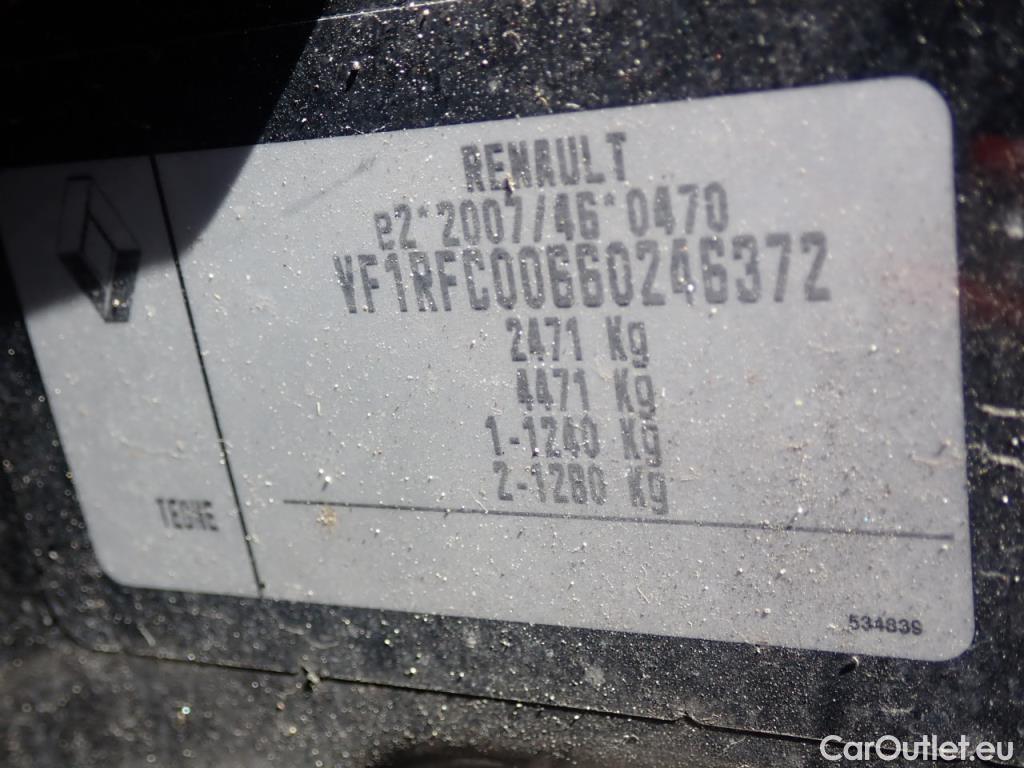 RENAULT
e2*2007/46*0470
VF1RFC00660246372
2471 Kg
4471 Kg
1-1240 Kg
2-1280 Kg
534839
CarOutlet.eu